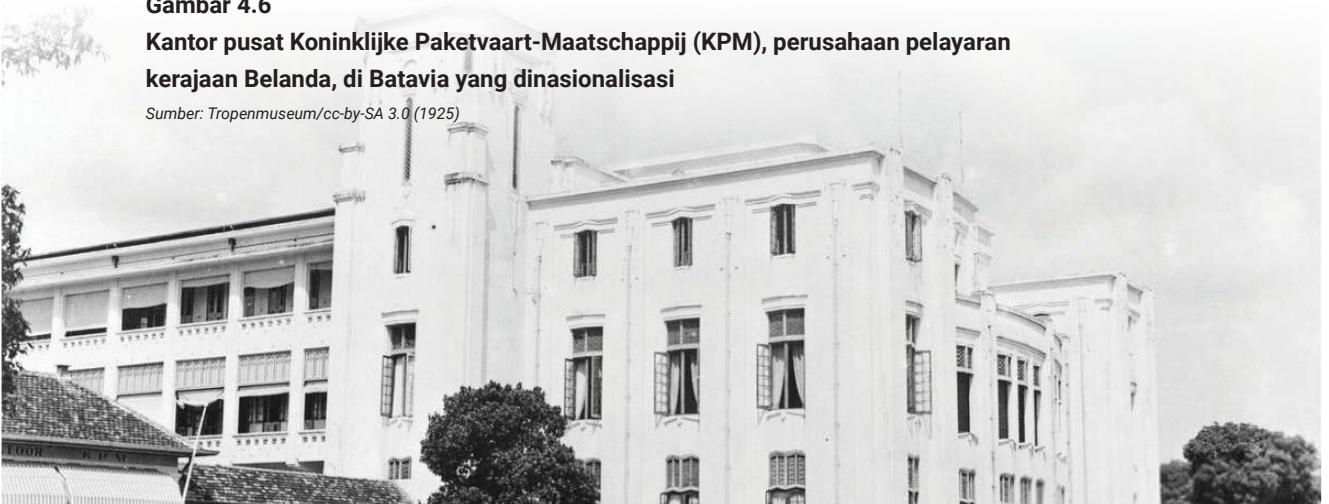 Gambar 4.6
Kantor pusat Koninklijke Paketvaart-Maatschappij (KPM), perusahaan pelayaran
kerajaan Belanda, di Batavia yang dinasionalisasi
Sumber: Tropenmuseum/cc-by-SA 3.0 (1925)
TOOR K P M